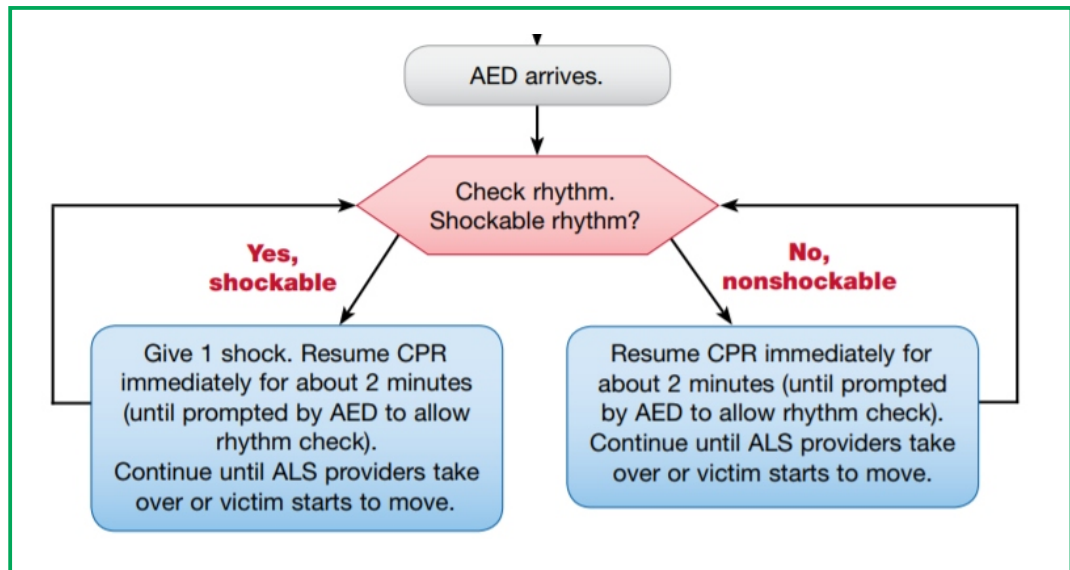 AED arrives.
Check rhythm.
Shockable rhythm?
Yes,
shockable
No,
nonshockable
Give 1 shock. Resume CPR
immediately for about 2 minutes
(until prompted by AED to allow
rhythm check).
Continue until ALS providers take
over or victim starts to move.
Resume CPR immediately for
about 2 minutes (until prompted
by AED to allow rhythm check).
Continue until ALS providers take
over or victim starts to move.